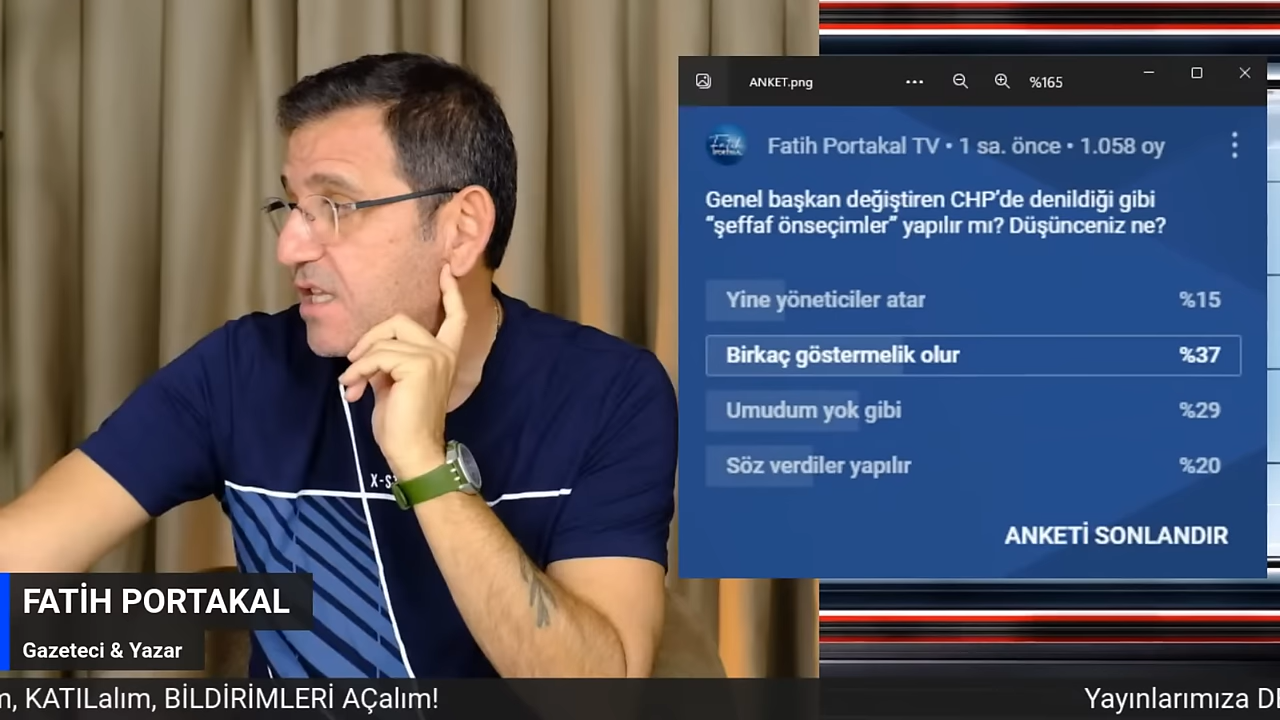 ANKET.png
%165
Fatih Portakal TV • 1 sa. önce • 1.058 oy
Genel başkan değiştiren CHP'de denildiği gibi
“şeffaf önseçimler” yapılır mı? Düşünceniz ne?
Yine yöneticiler atar %15
Birkaç göstermelik olur %37
Umudum yok gibi %29
Söz verdiler yapılır %20
ANKETİ SONLANDIR
X-S
FATİH PORTAKAL
Gazeteci & Yazar
KATILalım, BİLDİRİMLERİ AÇalım! Yayınlarımıza